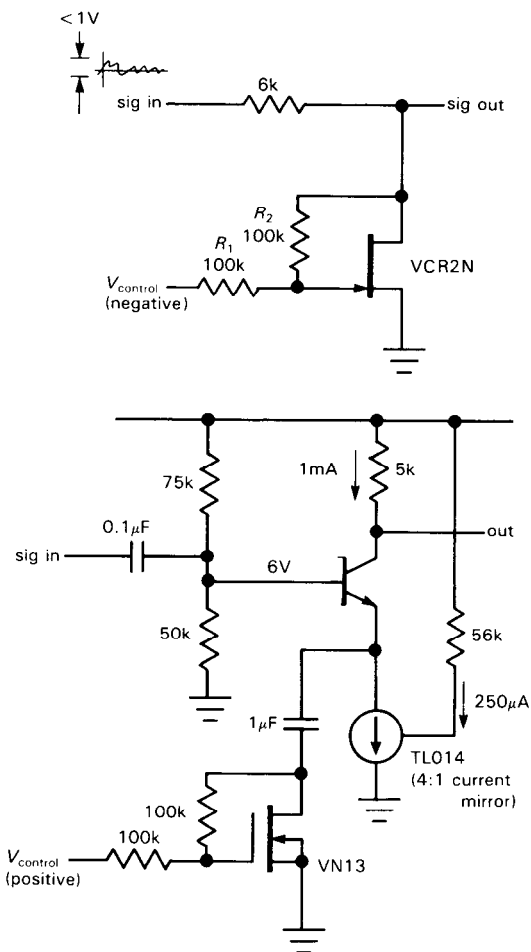 <1V
6k
sig in
sig out
R2
100k
R1
100k
VCR2N
Vcontrol
(negative)
75k
1mA
5k
0.1μF
out
sig in
6V
50k
56k
250μA
1μF
TL014
(4:1 current
mirror)
100k
100k
Vcontrol
(positive)
VN13